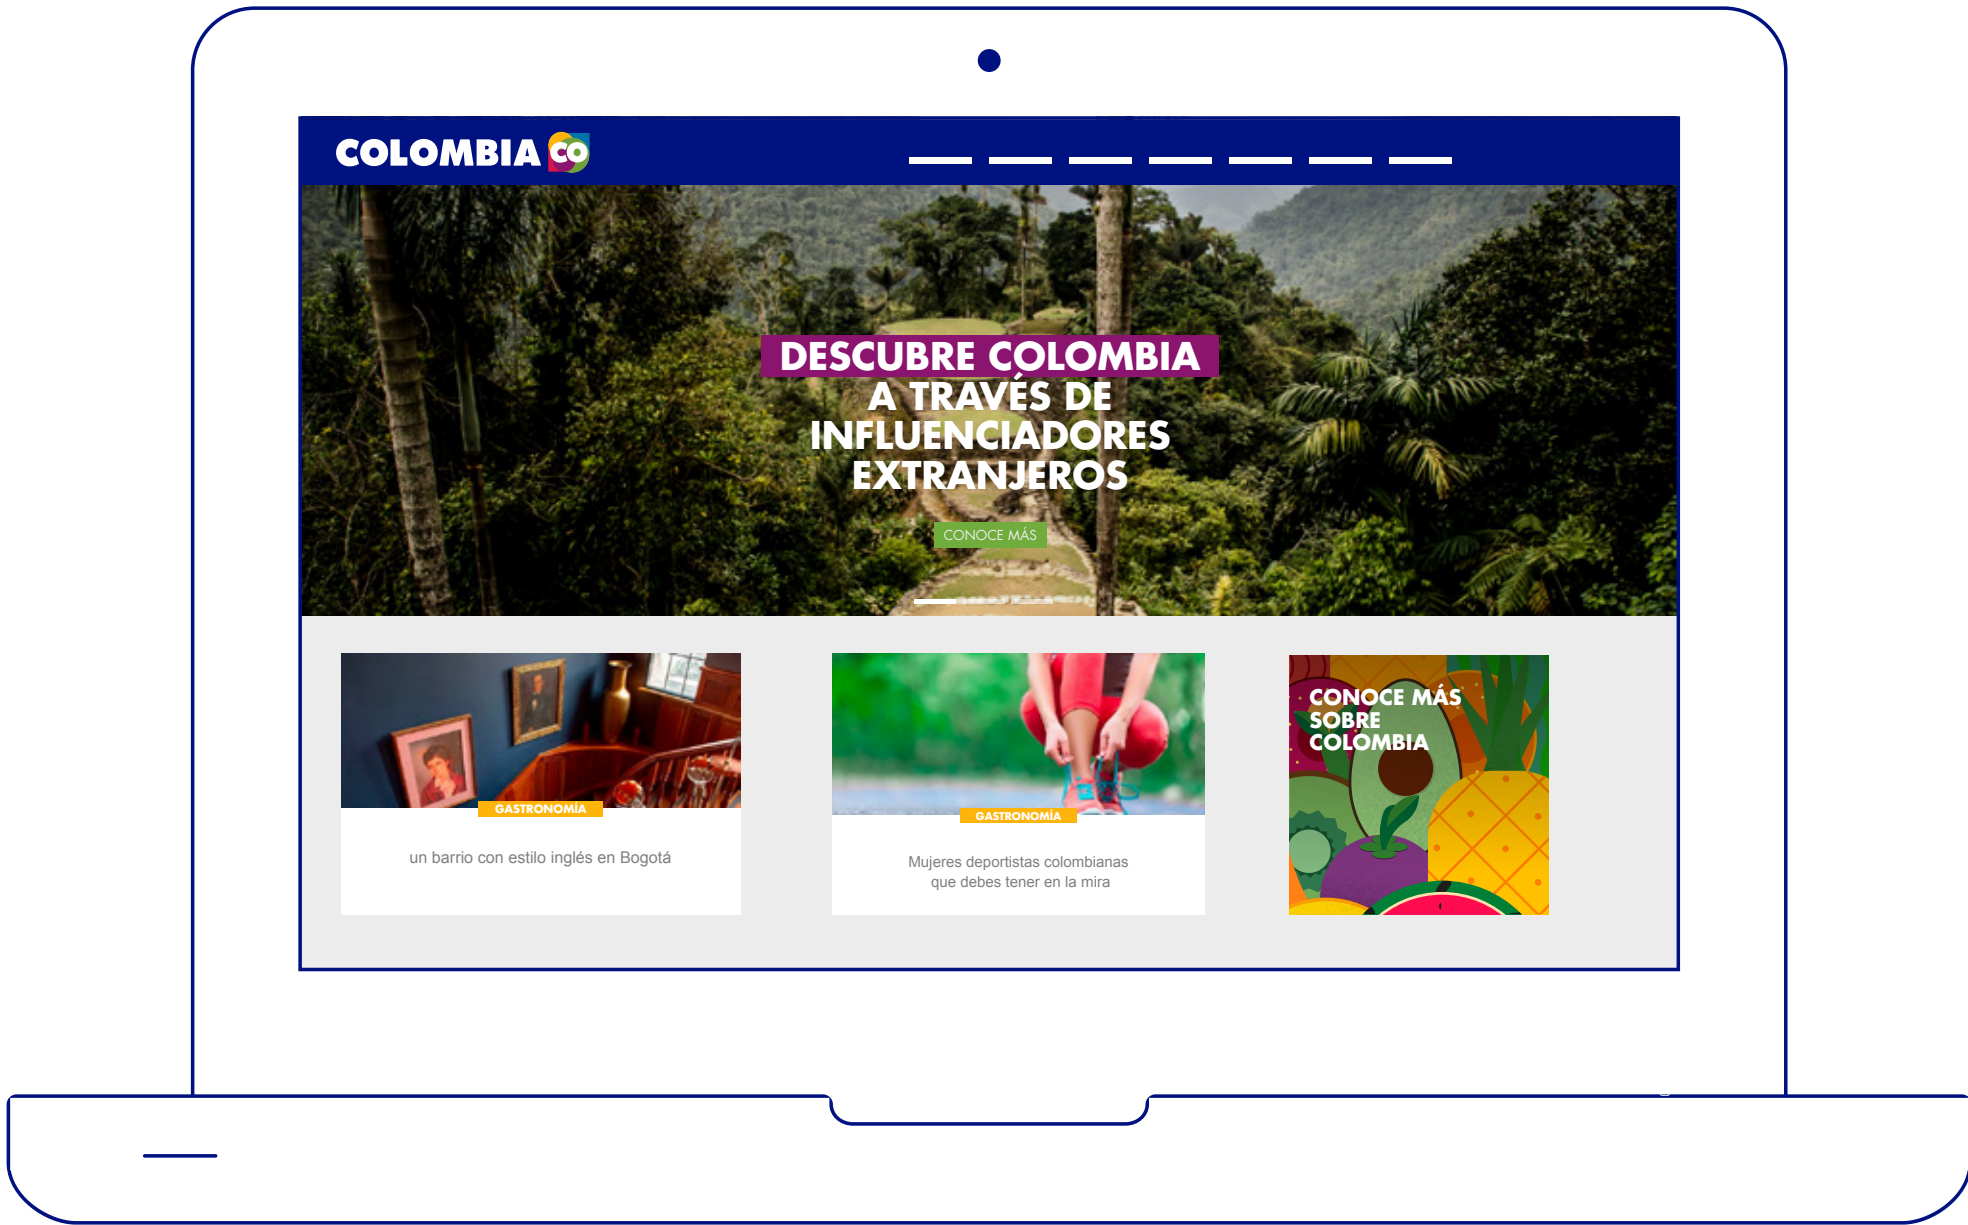 COLOMBIA CO
DESCUBRE COLOMBIA
A TRAVÉS DE
INFLUENCIADORES
EXTRANJEROS
CONOCE MÁS
GASTRONOMÍA
un barrio con estilo inglés en Bogotá
GASTRONOMÍA
Mujeres deportistas colombianas
que debes tener en la mira
CONOCE MÁS
SOBRE
COLOMBIA